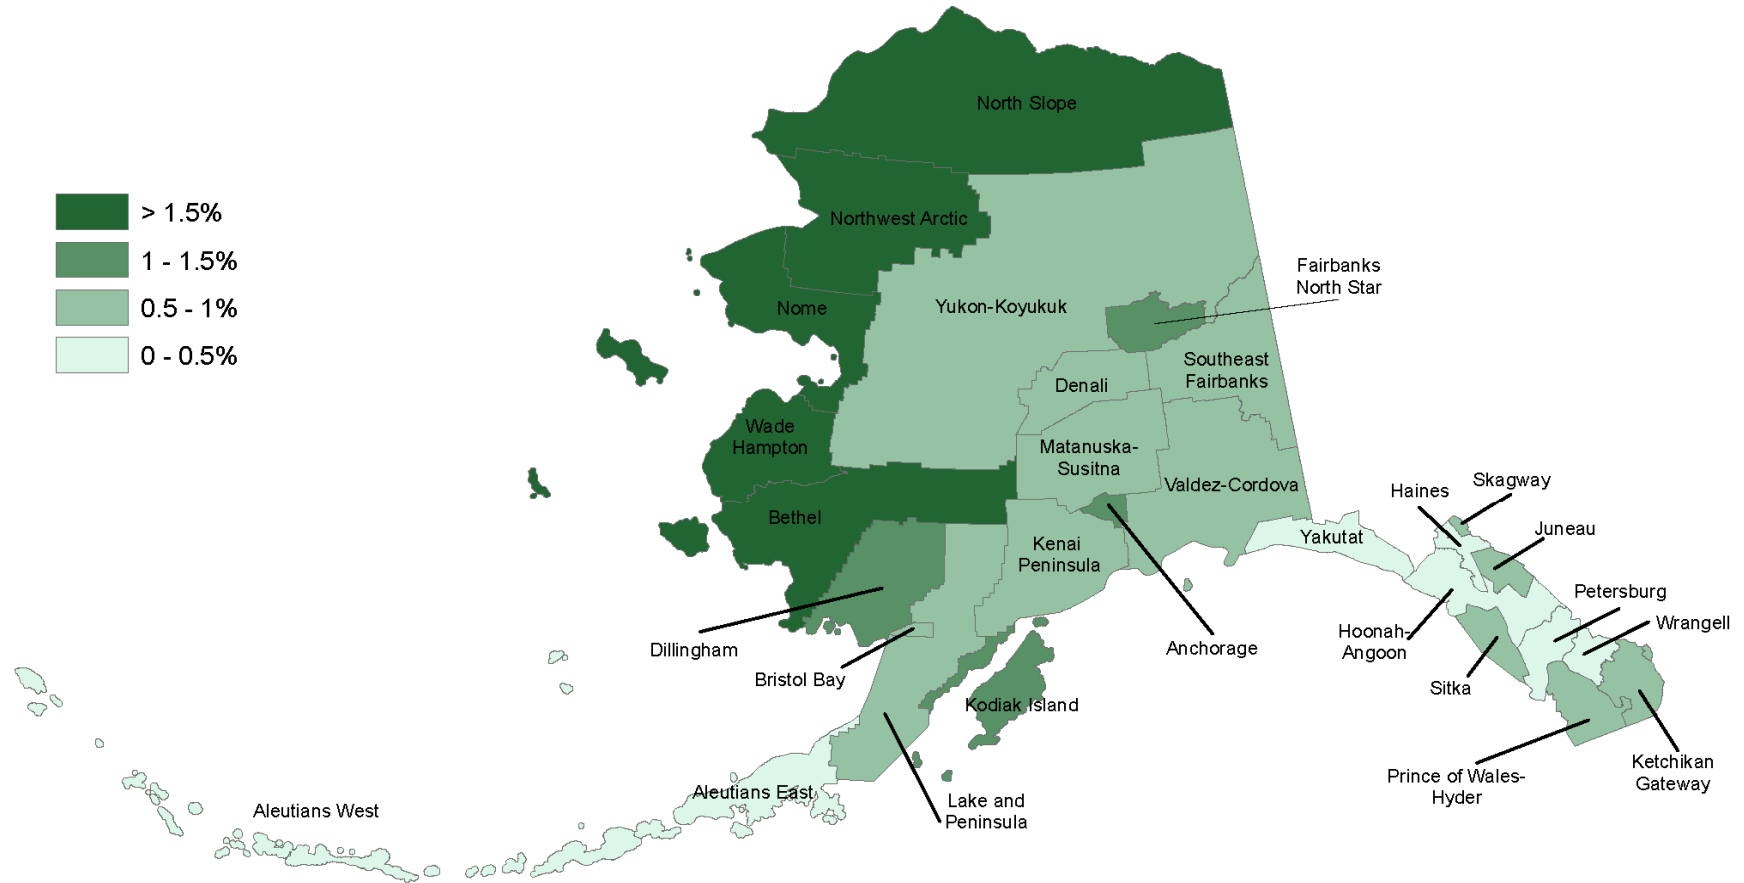 North Slope
> 1.5%
Northwest Arctic
1 - 1.5%
Fairbanks
North Star
Nome
Yukon-Koyukuk
0.5 - 1%
0 - 0.5%
Southeast
Fairbanks
Denali
Wade
Hampton
Matanuska-
Susitna
Valdez-Cordova
Skagway
Haines
Bethel
Juneau
Yakutat
Kenai
Peninsula
Petersburg
Wrangell
Hoonah-
Angoon
Dillingham
Anchorage
Bristol Bay
Sitka
Kodiak Island
Ketchikan
Gateway
Prince of Wales-
Hyder
Aleutians East
Lake and
Peninsula
Aleutians West